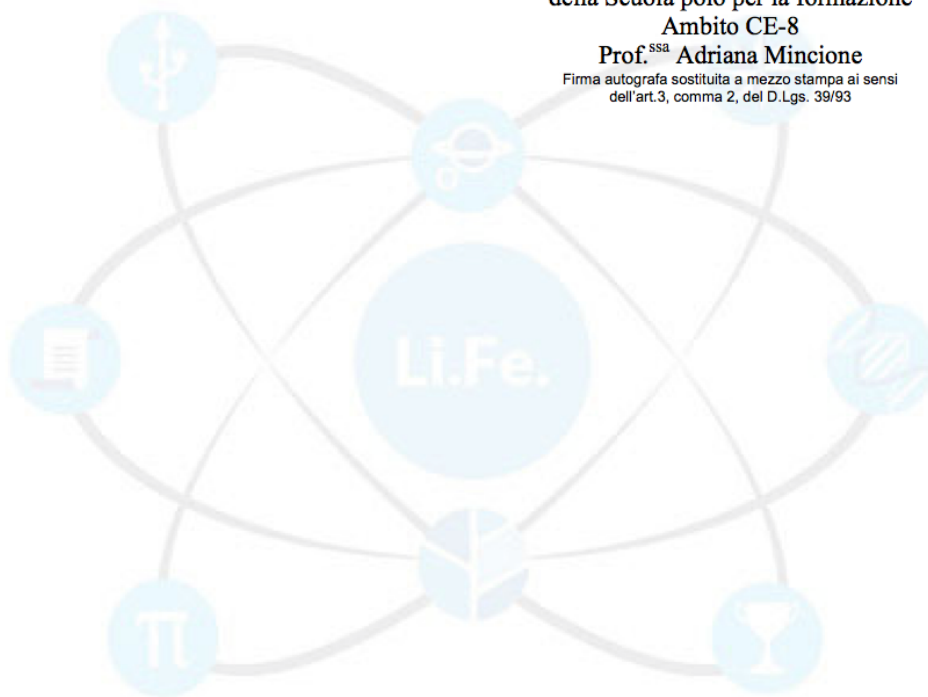 della Scuola polo per la formazione
Ambito CE-8
Prof.ssa Adriana Mincione
Firma autografa sostituita a mezzo stampa ai sensi
dell'art.3, comma 2, del D.Lgs. 39/93
Li.Fe.
π